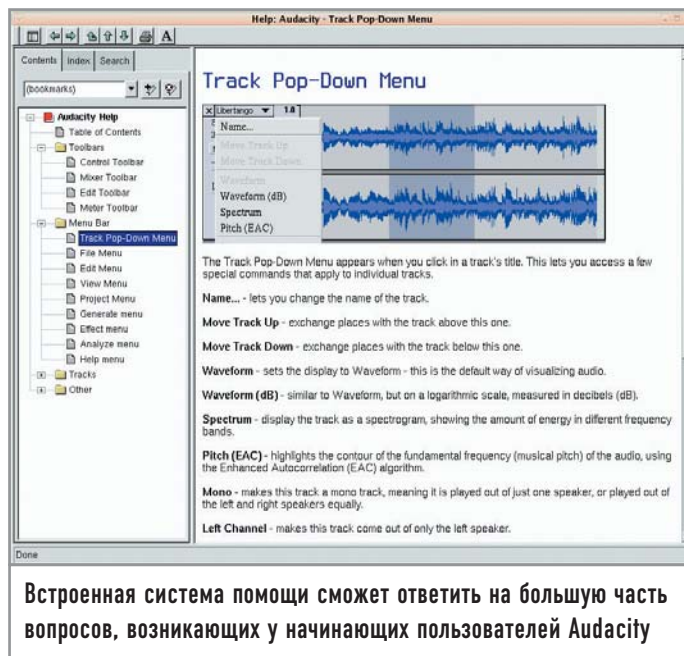 Help: Audacity - Track Pop-Down Menu
A
Contents Index Search
(bookmarks)
Audacity Help
Table of Contents
Toolbars
Control Toolbar
Mixer Toolbar
Edit Toolbar
Meter Toolbar
Menu Bar
Track Pop-Down Menu
File Menu
Edit Menu
View Menu
Project Menu
Generate menu
Effect menu
Analyze menu
Help menu
Tracks
Other
Done
Track Pop-Down Menu
Libertango 1.0
Name...
Move Track Up
Move Track Down
Waveform
Waveform (dB)
Spectrum
Pitch (EAC)
The Track Pop-Down Menu appears when you click in a track's title. This lets you access a few
special commands that apply to individual tracks.
Name... - lets you change the name of the track.
Move Track Up - exchange places with the track above this one.
Move Track Down - exchange places with the track below this one.
Waveform - sets the display to Waveform - this is the default way of visualizing audio.
Waveform (dB) - similar to Waveform, but on a logarithmic scale, measured in decibels (dB).
Spectrum - display the track as a spectrogram, showing the amount of energy in different frequency
bands.
Pitch (EAC) - highlights the contour of the fundamental frequency (musical pitch) of the audio, using
the Enhanced Autocorrelation (EAC) algorithm.
Mono - makes this track a mono track, meaning it is played out of just one speaker, or played out of
the left and right speakers equally.
Left Channel - makes this track come out of only the left speaker.
Встроенная система помощи сможет ответить на большую часть
вопросов, возникающих у начинающих пользователей Audacity